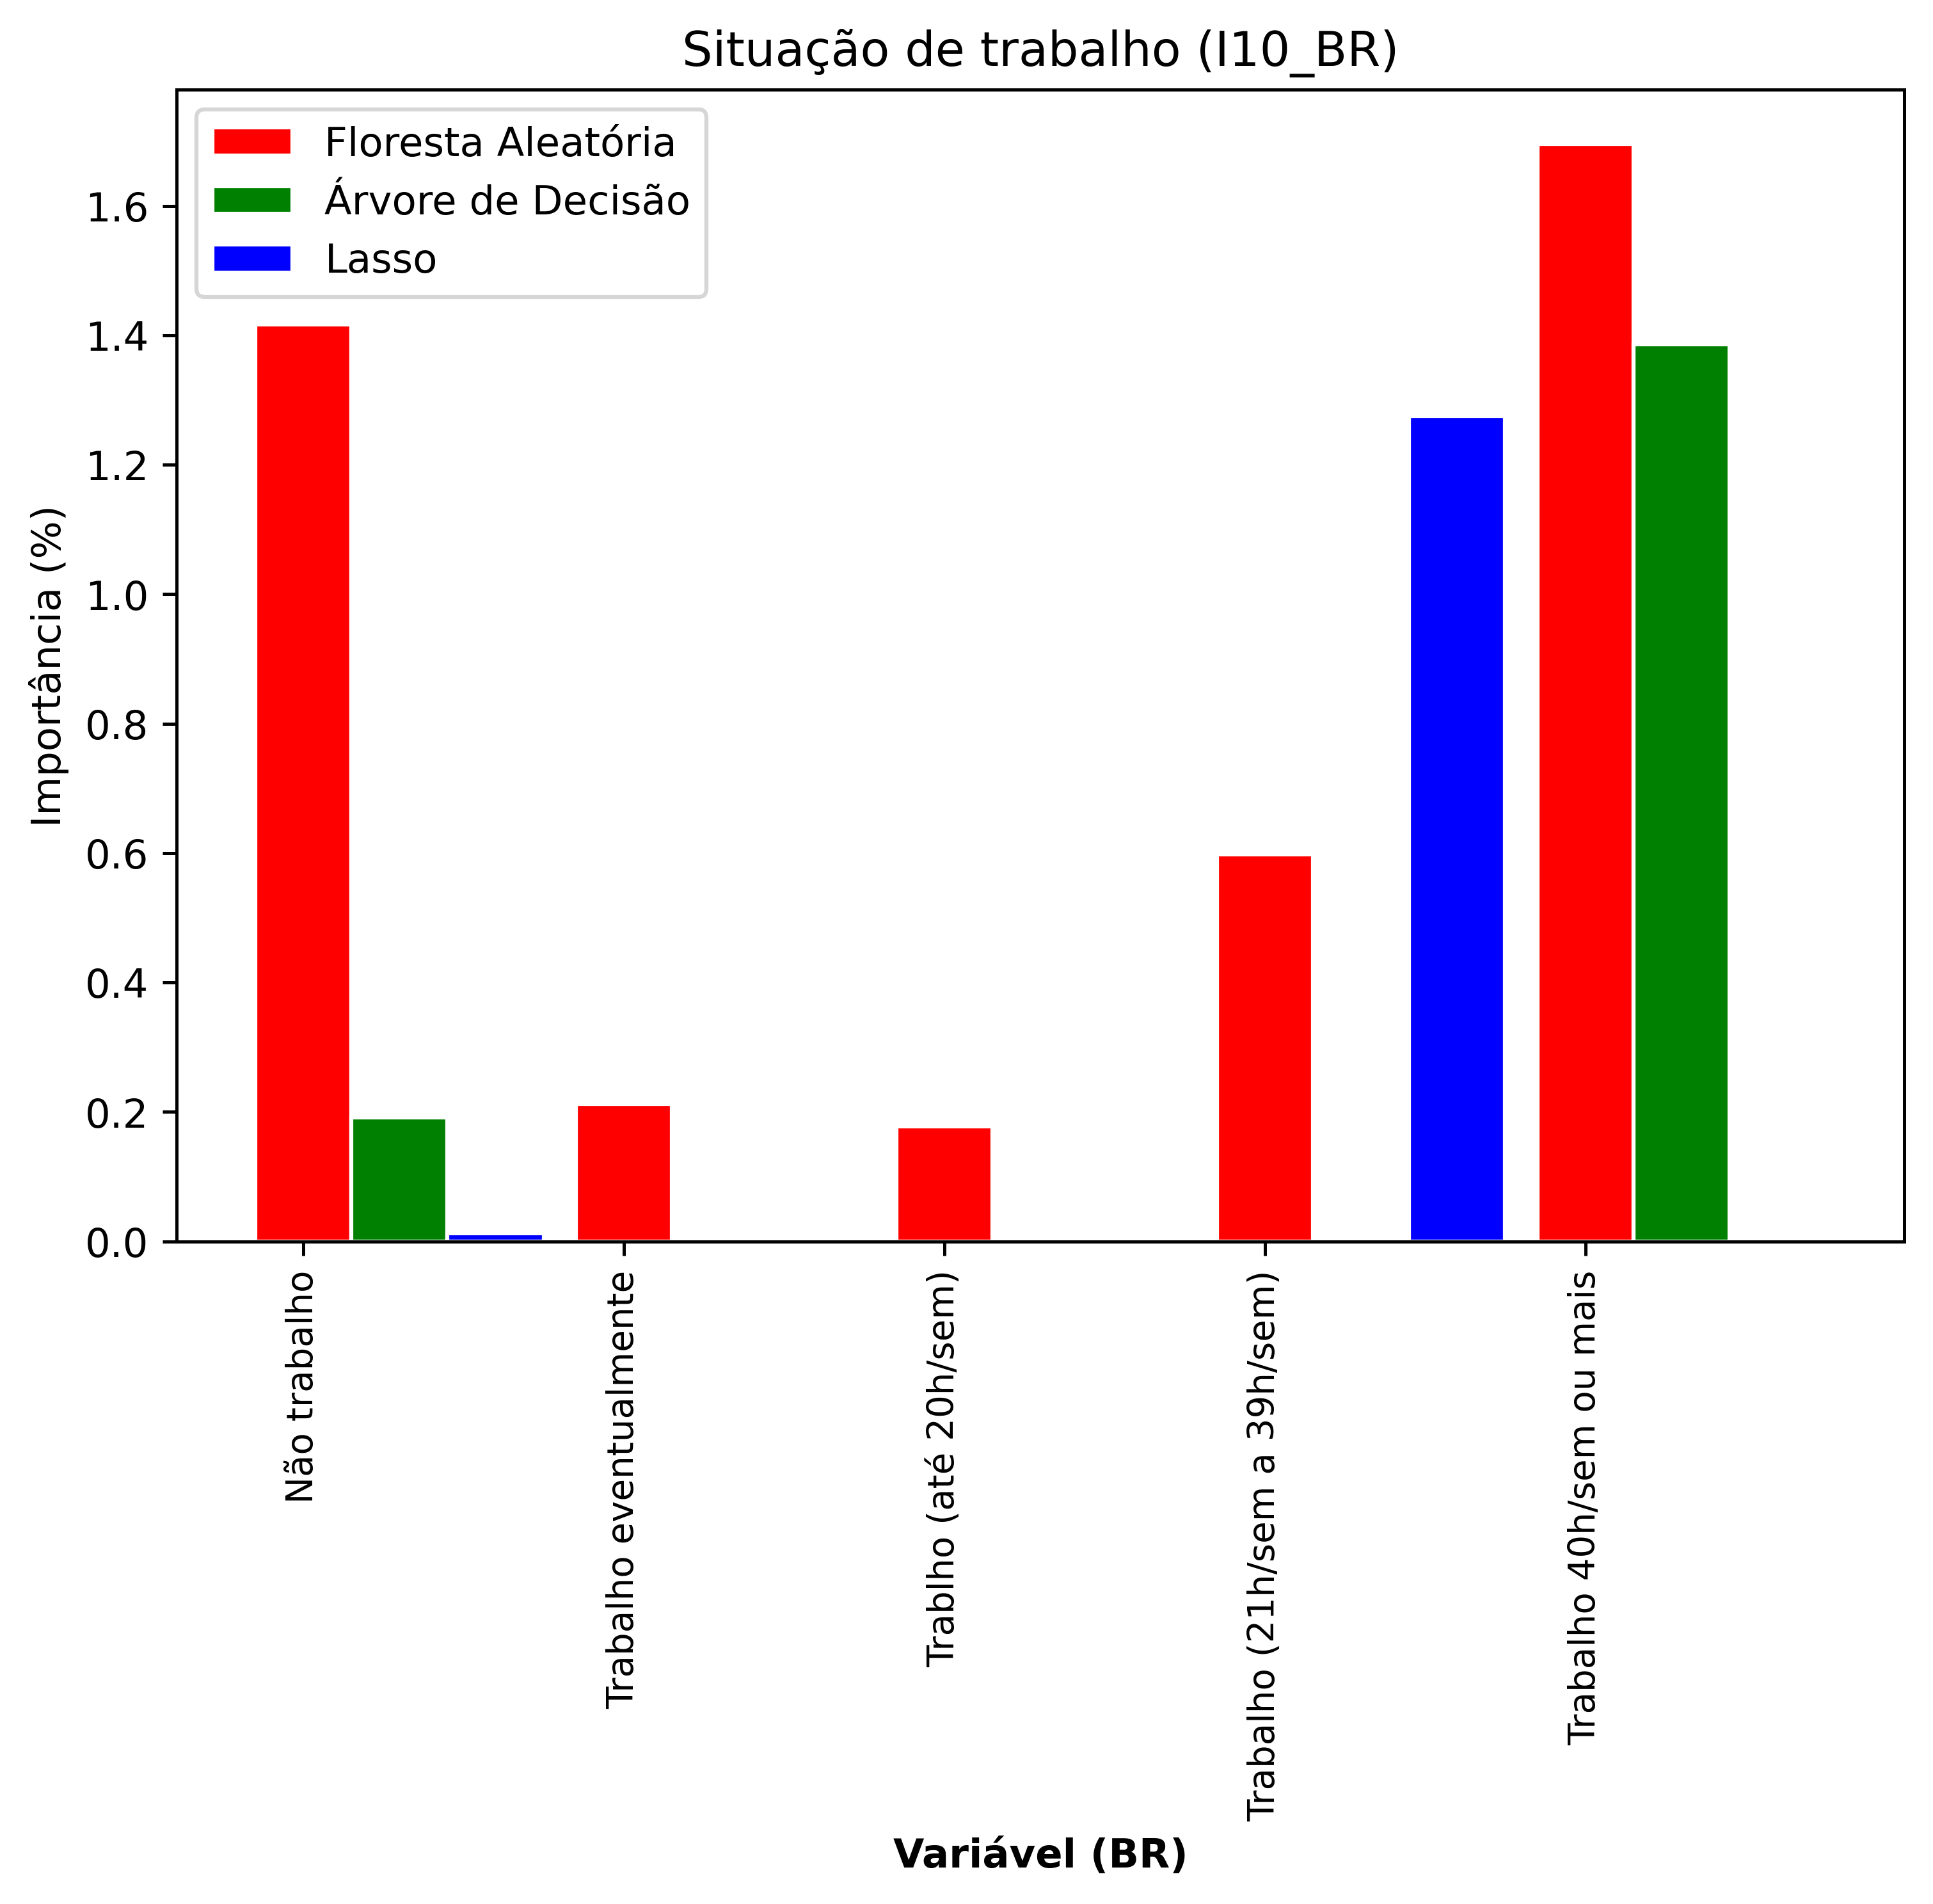 Situação de trabalho (I10_BR)
Floresta Aleatória
Árvore de Decisão
Lasso
Importância (%)
1.6
1.4
1.2
1.0
0.8
0.6
0.4
0.2
0.0
Não trabalho
Trabalho eventualmente
Trablho (até 20h/sem)
Trabalho (21h/sem a 39h/sem)
Trabalho 40h/sem ou mais
Variável (BR)